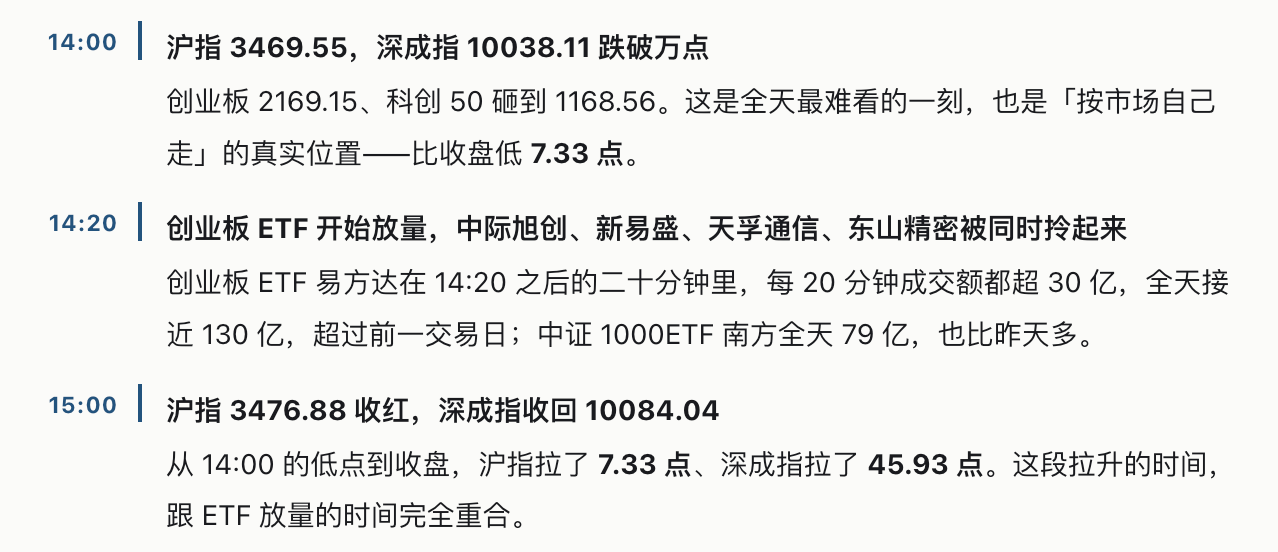 14:00 沪指 3469.55，深成指 10038.11 跌破万点
创业板 2169.15、科创 50 砸到 1168.56。这是全天最难看的一刻，也是「按市场自己
走」的真实位置——比收盘低 7.33 点。
14:20 创业板 ETF 开始放量，中际旭创、新易盛、天孚通信、东山精密被同时拎起来
创业板 ETF 易方达在 14:20 之后的二十分钟里，每 20 分钟成交额都超 30 亿，全天接
近 130 亿，超过前一交易日；中证 1000ETF 南方全天 79 亿，也比昨天多。
15:00 沪指 3476.88 收红，深成指收回 10084.04
从 14:00 的低点到收盘，沪指拉了 7.33 点、深成指拉了 45.93 点。这段拉升的时间，
跟 ETF 放量的时间完全重合。